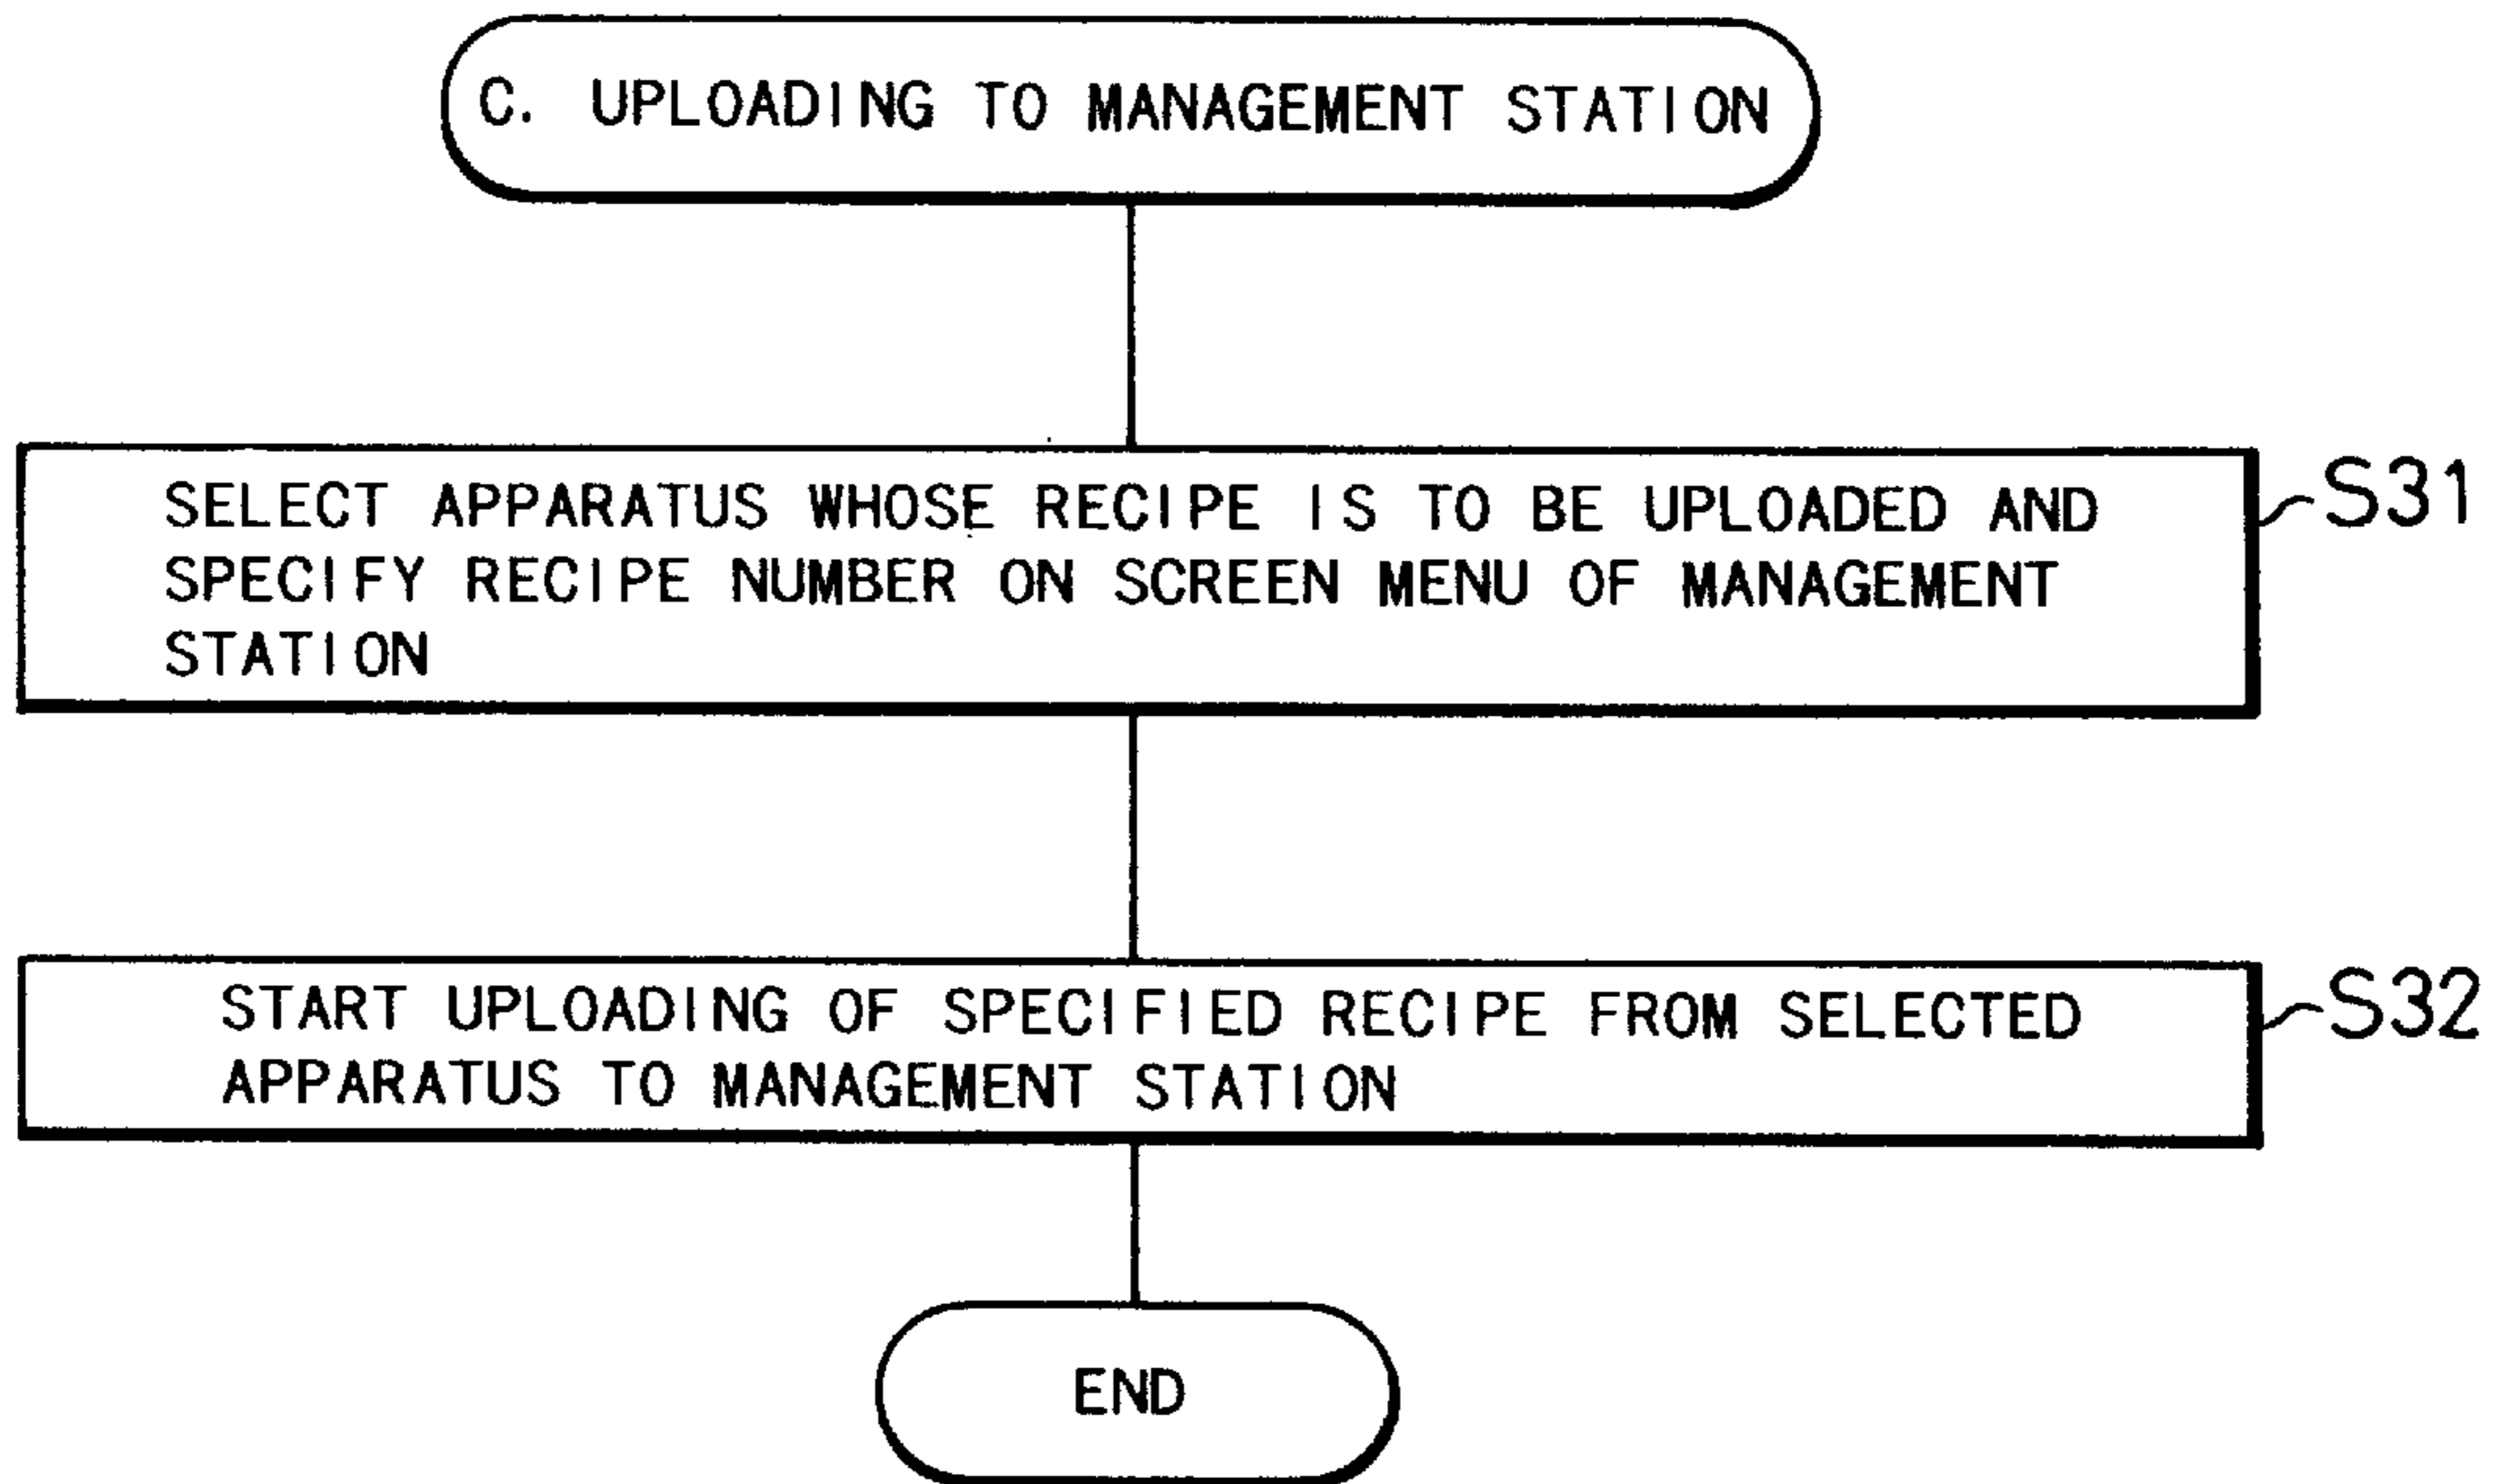 C. UPLOADING TO MANAGEMENT STATION
SELECT APPARATUS WHOSE RECIPE IS TO BE UPLOADED AND
SPECIFY RECIPE NUMBER ON SCREEN MENU OF MANAGEMENT
STATION
S31
START UPLOADING OF SPECIFIED RECIPE FROM SELECTED
APPARATUS TO MANAGEMENT STATION
S32
END